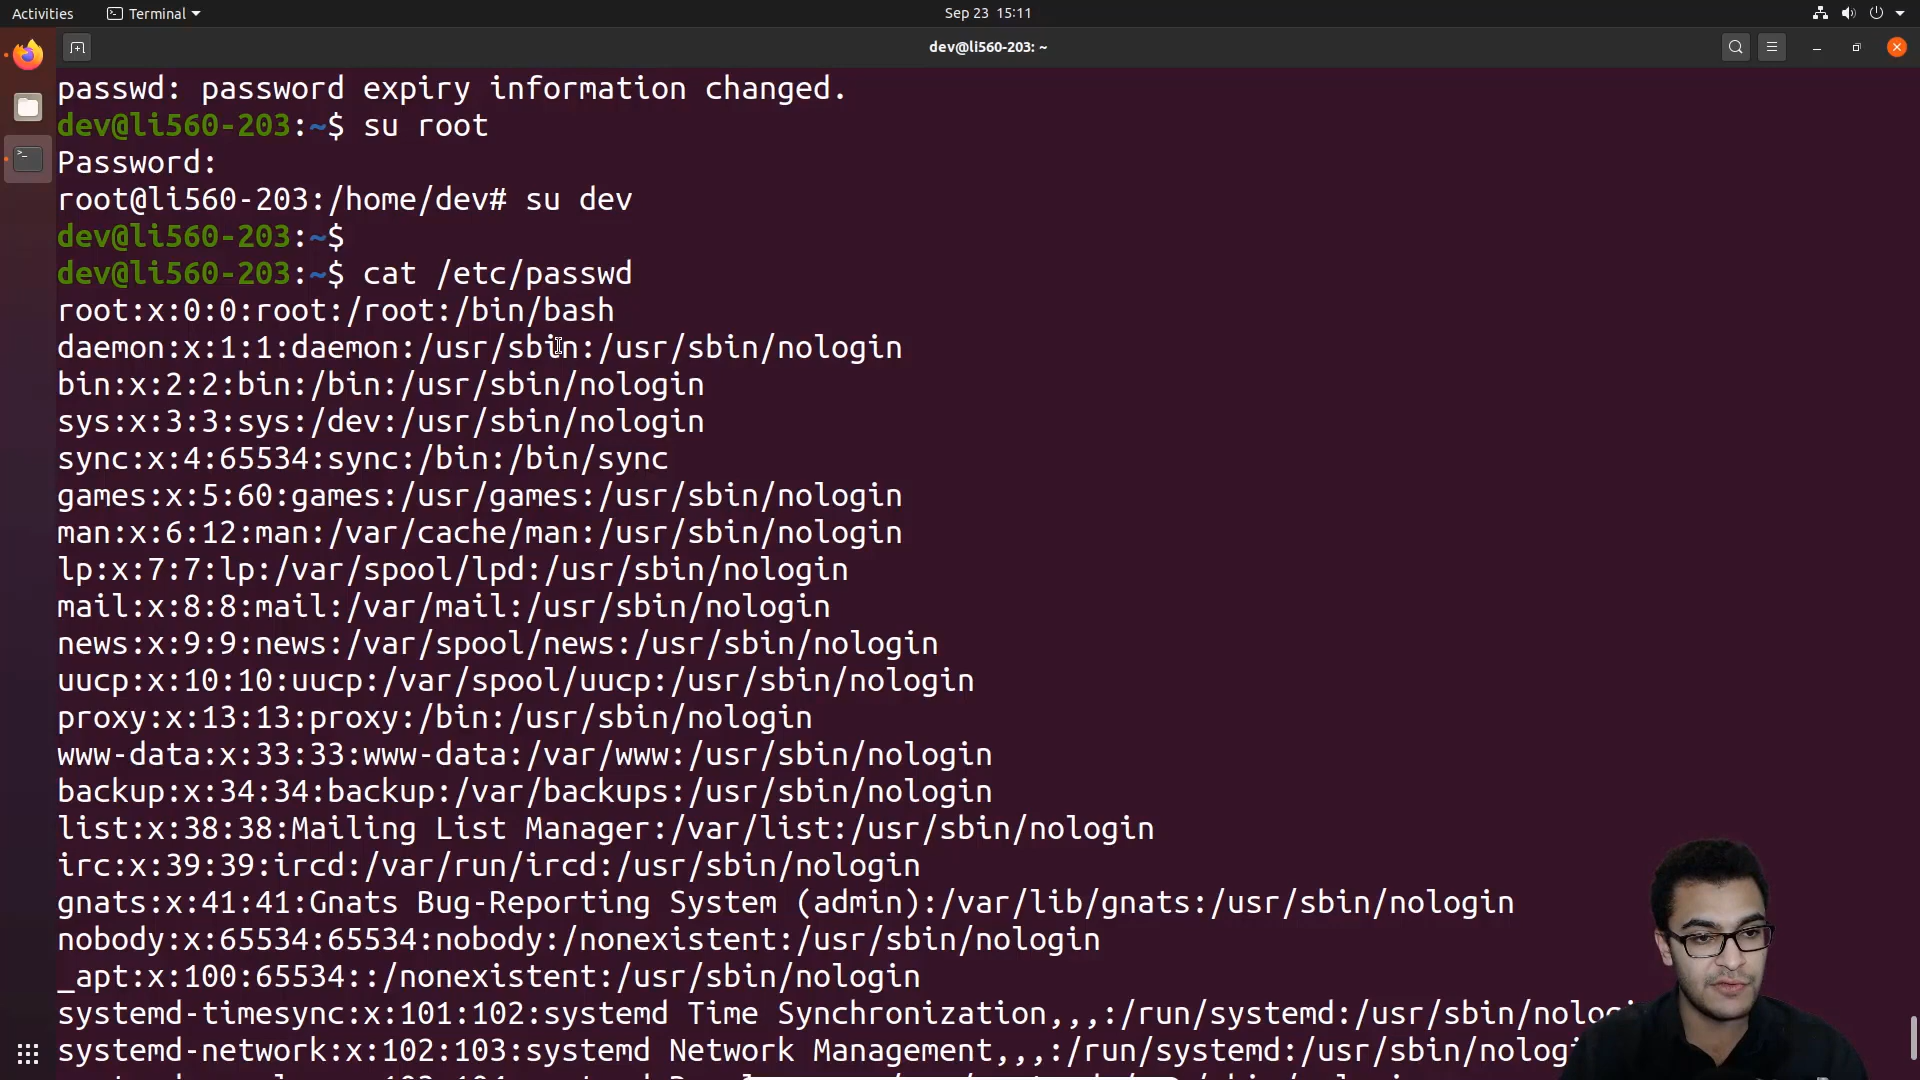 Activities
Terminal
Sep 23 15:11
dev@li560-203: ~
passwd: password expiry information changed.
dev@li560-203:~$ su root
Password:
root@li560-203:/home/dev# su dev
dev@li560-203:~$
dev@li560-203:~$ cat /etc/passwd
root:x:0:0:root:/root:/bin/bash
daemon:x:1:1:daemon:/usr/sbin:/usr/sbin/nologin
bin:x:2:2:bin:/bin:/usr/sbin/nologin
sys:x:3:3:sys:/dev:/usr/sbin/nologin
sync:x:4:65534:sync:/bin:/bin/sync
games:x:5:60:games:/usr/games:/usr/sbin/nologin
man:x:6:12:man:/var/cache/man:/usr/sbin/nologin
lp:x:7:7:lp:/var/spool/lpd:/usr/sbin/nologin
mail:x:8:8:mail:/var/mail:/usr/sbin/nologin
news:x:9:9:news:/var/spool/news:/usr/sbin/nologin
uucp:x:10:10:uucp:/var/spool/uucp:/usr/sbin/nologin
proxy:x:13:13:proxy:/bin:/usr/sbin/nologin
www-data:x:33:33:www-data:/var/www:/usr/sbin/nologin
backup:x:34:34:backup:/var/backups:/usr/sbin/nologin
list:x:38:38:Mailing List Manager:/var/list:/usr/sbin/nologin
irc:x:39:39:ircd:/var/run/ircd:/usr/sbin/nologin
gnats:x:41:41:Gnats Bug-Reporting System (admin):/var/lib/gnats:/usr/sbin/nologin
nobody:x:65534:65534:nobody:/nonexistent:/usr/sbin/nologin
_apt:x:100:65534::/nonexistent:/usr/sbin/nologin
systemd-timesync:x:101:102:systemd Time Synchronization,,,:/run/systemd:/usr/sbin/nolog
systemd-network:x:102:103:systemd Network Management,,,:/run/systemd:/usr/sbin/nolog